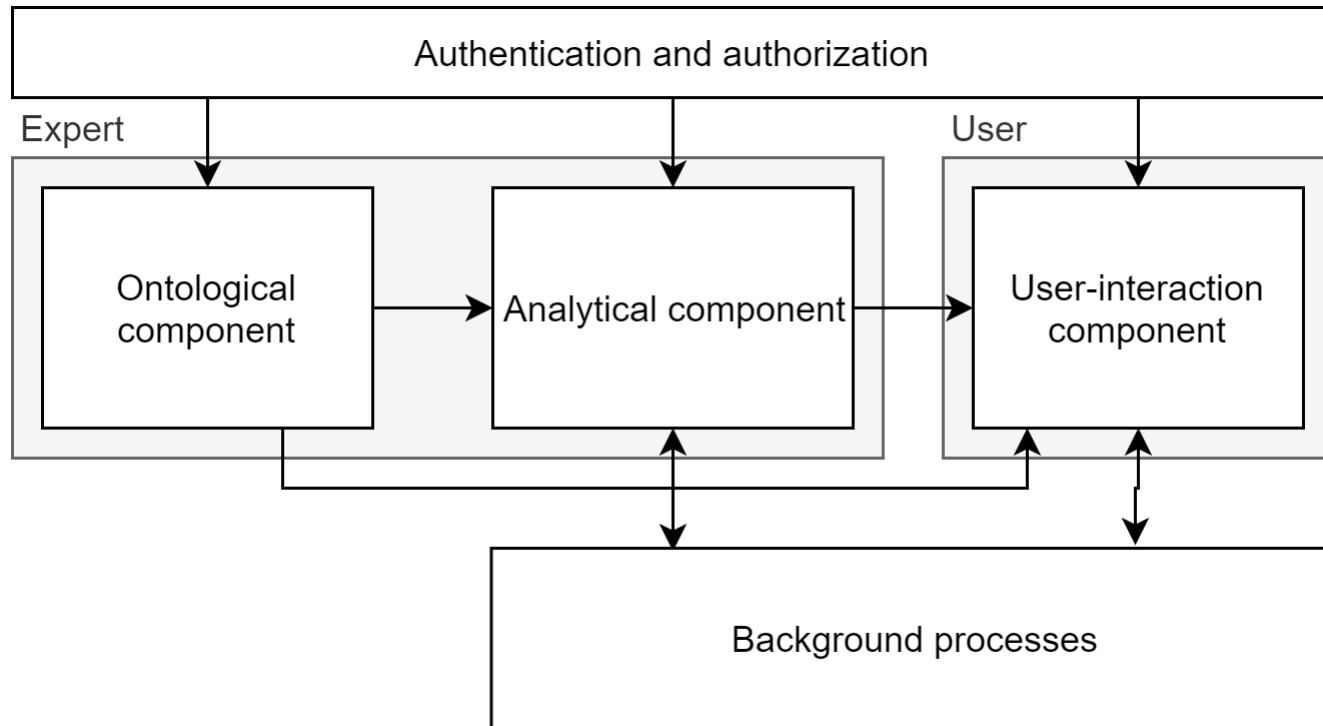 Authentication and authorization
Expert
User
Ontological
component
Analytical component
User-interaction
component
Background processes